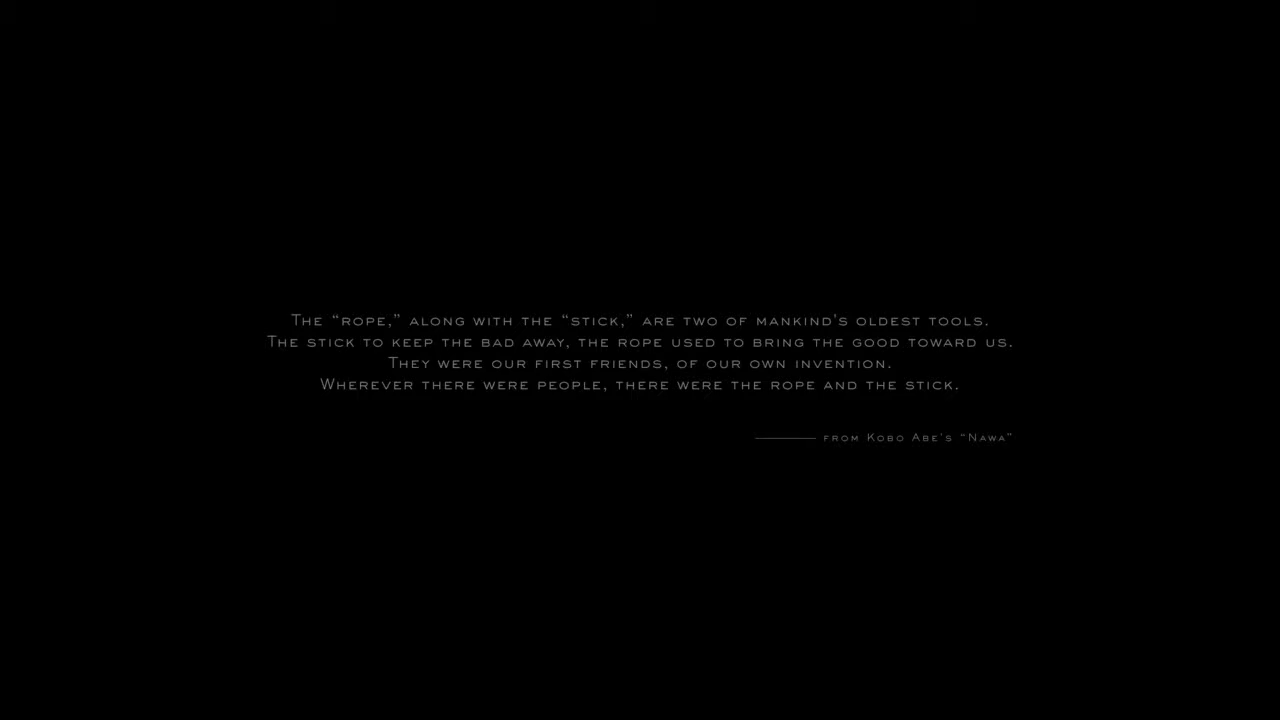 The “rope,” along with the “stick,” are two of mankind's oldest tools.
The stick to keep the bad away, the rope used to bring the good toward us.
They were our first friends, of our own invention.
Wherever there were people, there were the rope and the stick.
——— from Kobo Abe's “Nawa”